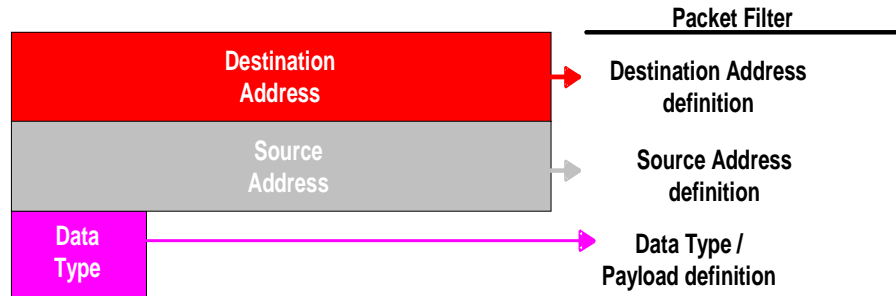 Packet Filter
Destination
Address
Destination Address
definition
Source
Address
Source Address
definition
Data
Type
Data Type /
Payload definition